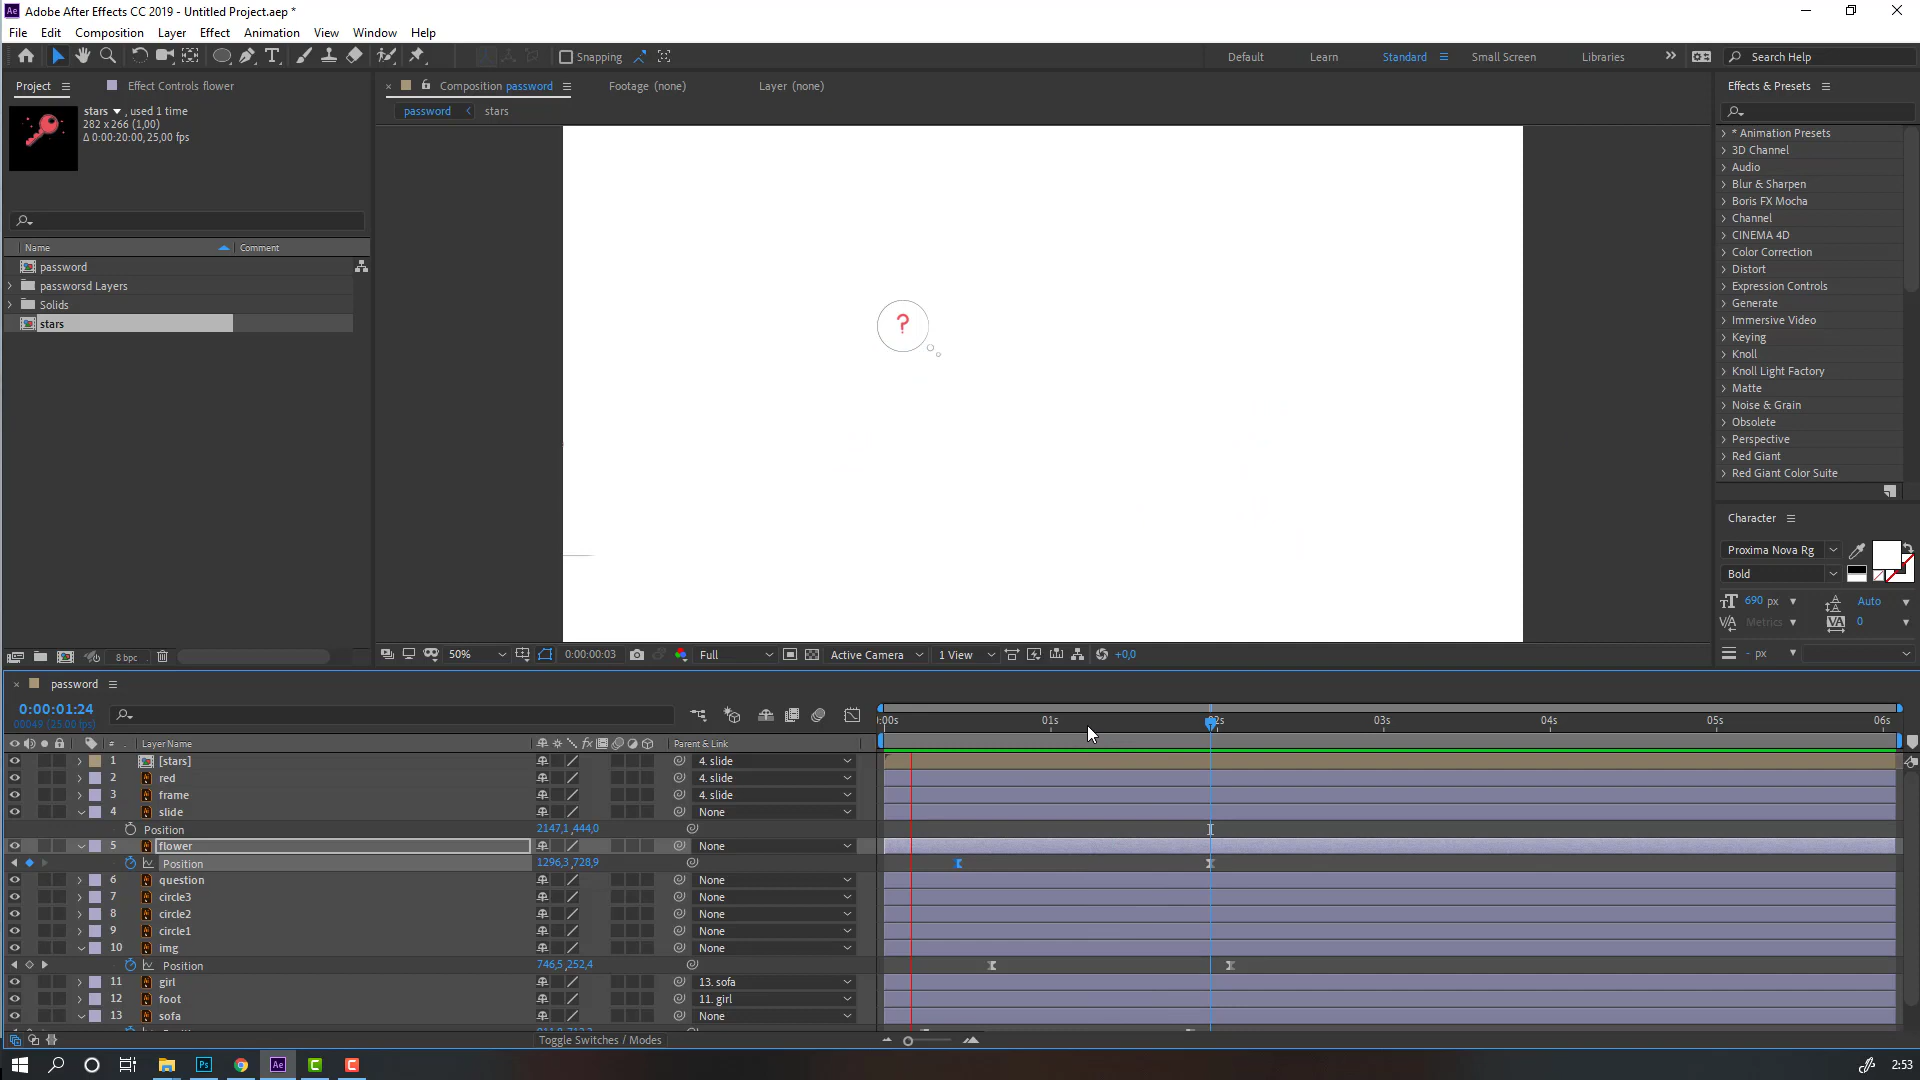 Adobe After Effects CC 2019 - Untitled Project.aep *
File Edit Composition Layer Effect Animation View Window Help
Snapping Default Learn Standard Small Screen Libraries Search Help
Project Effect Controls flower
Composition password Footage (none) Layer (none)
Effects & Presets
stars , used 1 time
282 x 266 (1,00)
Δ 0:00:20:00, 25,00 fps
password stars
* Animation Presets
3D Channel
Audio
Blur & Sharpen
Boris FX Mocha
Channel
CINEMA 4D
Color Correction
Distort
Expression Controls
Generate
Immersive Video
Keying
Knoll
Knoll Light Factory
Matte
Noise & Grain
Obsolete
Perspective
Red Giant
Red Giant Color Suite
Name Comment
password
passworsd Layers
Solids
stars
?
Character
Proxima Nova Rg
Bold
690 px Auto
Metrics 0
- px
8 bpc
50% 0:00:00:03 Full Active Camera 1 View +0,0
password
0:00:01:24
00049 (25.00 fps)
:00s 01s 02s 03s 04s 05s 06s
# Layer Name Parent & Link
1 [stars] 4. slide
2 red 4. slide
3 frame 4. slide
4 slide None
Position 2147,1,444,0
5 flower None
Position 1296,3,728,9
6 question None
7 circle3 None
8 circle2 None
9 circle1 None
10 img None
Position 746,5,252,4
11 girl 13. sofa
12 foot 11. girl
13 sofa None
Toggle Switches / Modes
2:53